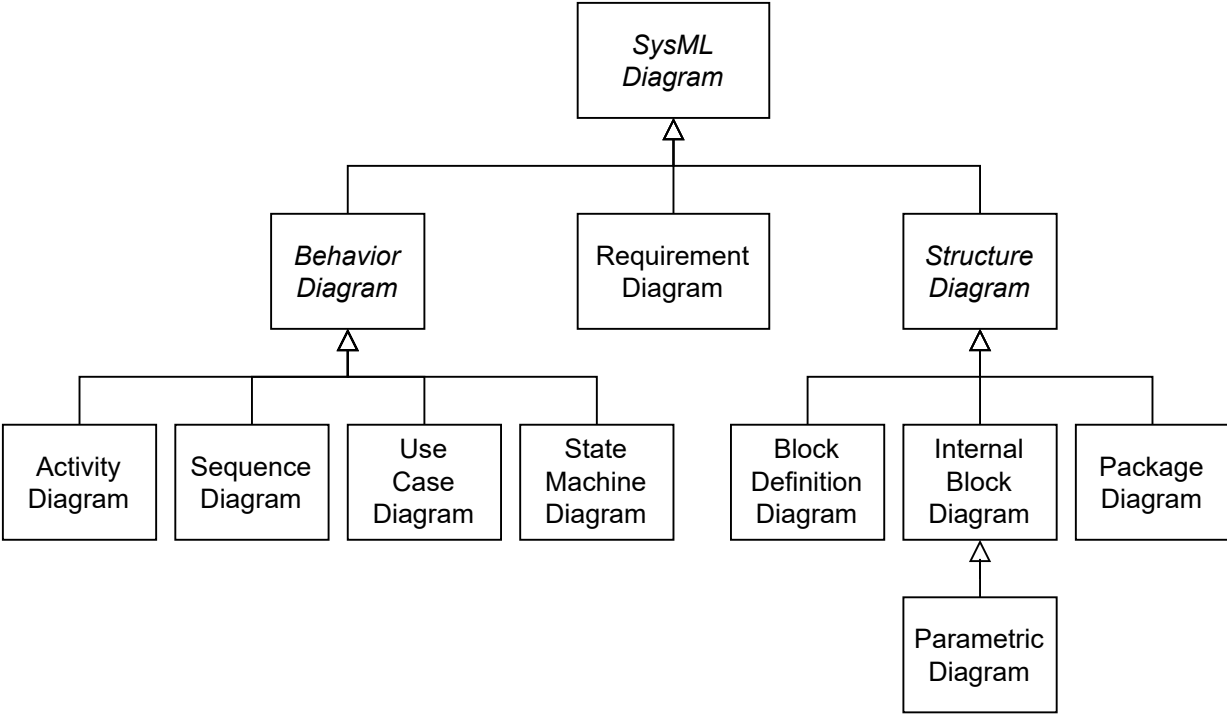 SysML
Diagram
Behavior
Diagram
Requirement
Diagram
Structure
Diagram
Activity
Diagram
Sequence
Diagram
Use
Case
Diagram
State
Machine
Diagram
Block
Definition
Diagram
Internal
Block
Diagram
Package
Diagram
Parametric
Diagram